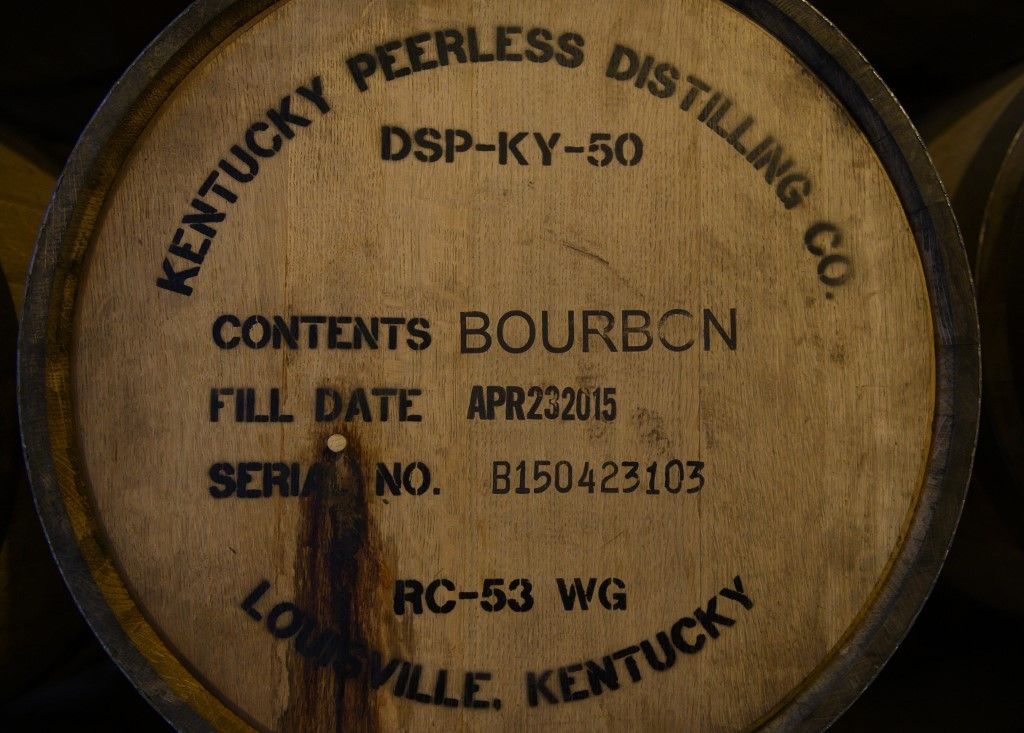 KENTUCKY PEERLESS DISTILLING CO.
DSP-KY-50
CONTENTS BOURBON
FILL DATE APR232015
SERIAL NO. B150423103
RC-53 WG
LOUISVILLE, KENTUCKY